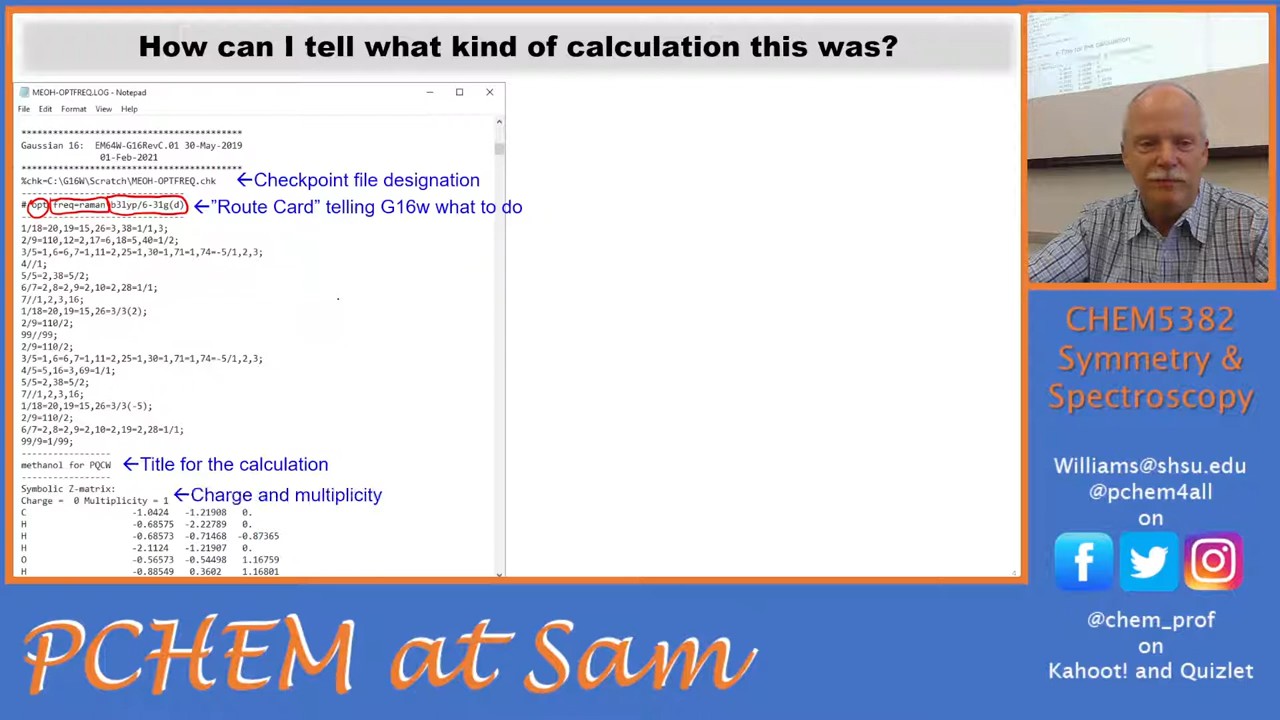 How can I tell what kind of calculation this was?
MEOH-OPTFREQ.LOG - Notepad
File Edit Format View Help
******************************************
Gaussian 16: EM64W-G16RevC.01 30-May-2019
01-Feb-2021
******************************************
%chk=C:\G16W\Scratch\MEOH-OPTFREQ.chk
←Checkpoint file designation
# opt freq=raman b3lyp/6-31g(d)
←”Route Card” telling G16w what to do
1/18=20,19=15,26=3,38=1/1,3;
2/9=110,12=2,17=6,18=5,40=1/2;
3/5=1,6=6,7=1,11=2,25=1,30=1,71=1,74=-5/1,2,3;
4//1;
5/5=2,38=5/2;
6/7=2,8=2,9=2,10=2,28=1/1;
7//1,2,3,16;
1/18=20,19=15,26=3/3(2);
2/9=110/2;
99//99;
2/9=110/2;
3/5=1,6=6,7=1,11=2,25=1,30=1,71=1,74=-5/1,2,3;
4/5=5,16=3,69=1/1;
5/5=2,38=5/2;
7//1,2,3,16;
1/18=20,19=15,26=3/3(-5);
2/9=110/2;
6/7=2,8=2,9=2,10=2,19=2,28=1/1;
99/9=1/99;
methanol for PQCW
←Title for the calculation
Symbolic Z-matrix:
Charge = 0 Multiplicity = 1
←Charge and multiplicity
C -1.0424 -1.21908 0.
H -0.68575 -2.22789 0.
H -0.68573 -0.71468 -0.87365
H -2.1124 -1.21907 0.
O -0.56573 -0.54498 1.16759
H -0.88549 0.3602 1.16801
CHEM5382
Symmetry &
Spectroscopy
Williams@shsu.edu
@pchem4all
on
@chem_prof
on
Kahoot! and Quizlet
PCHEM at Sam